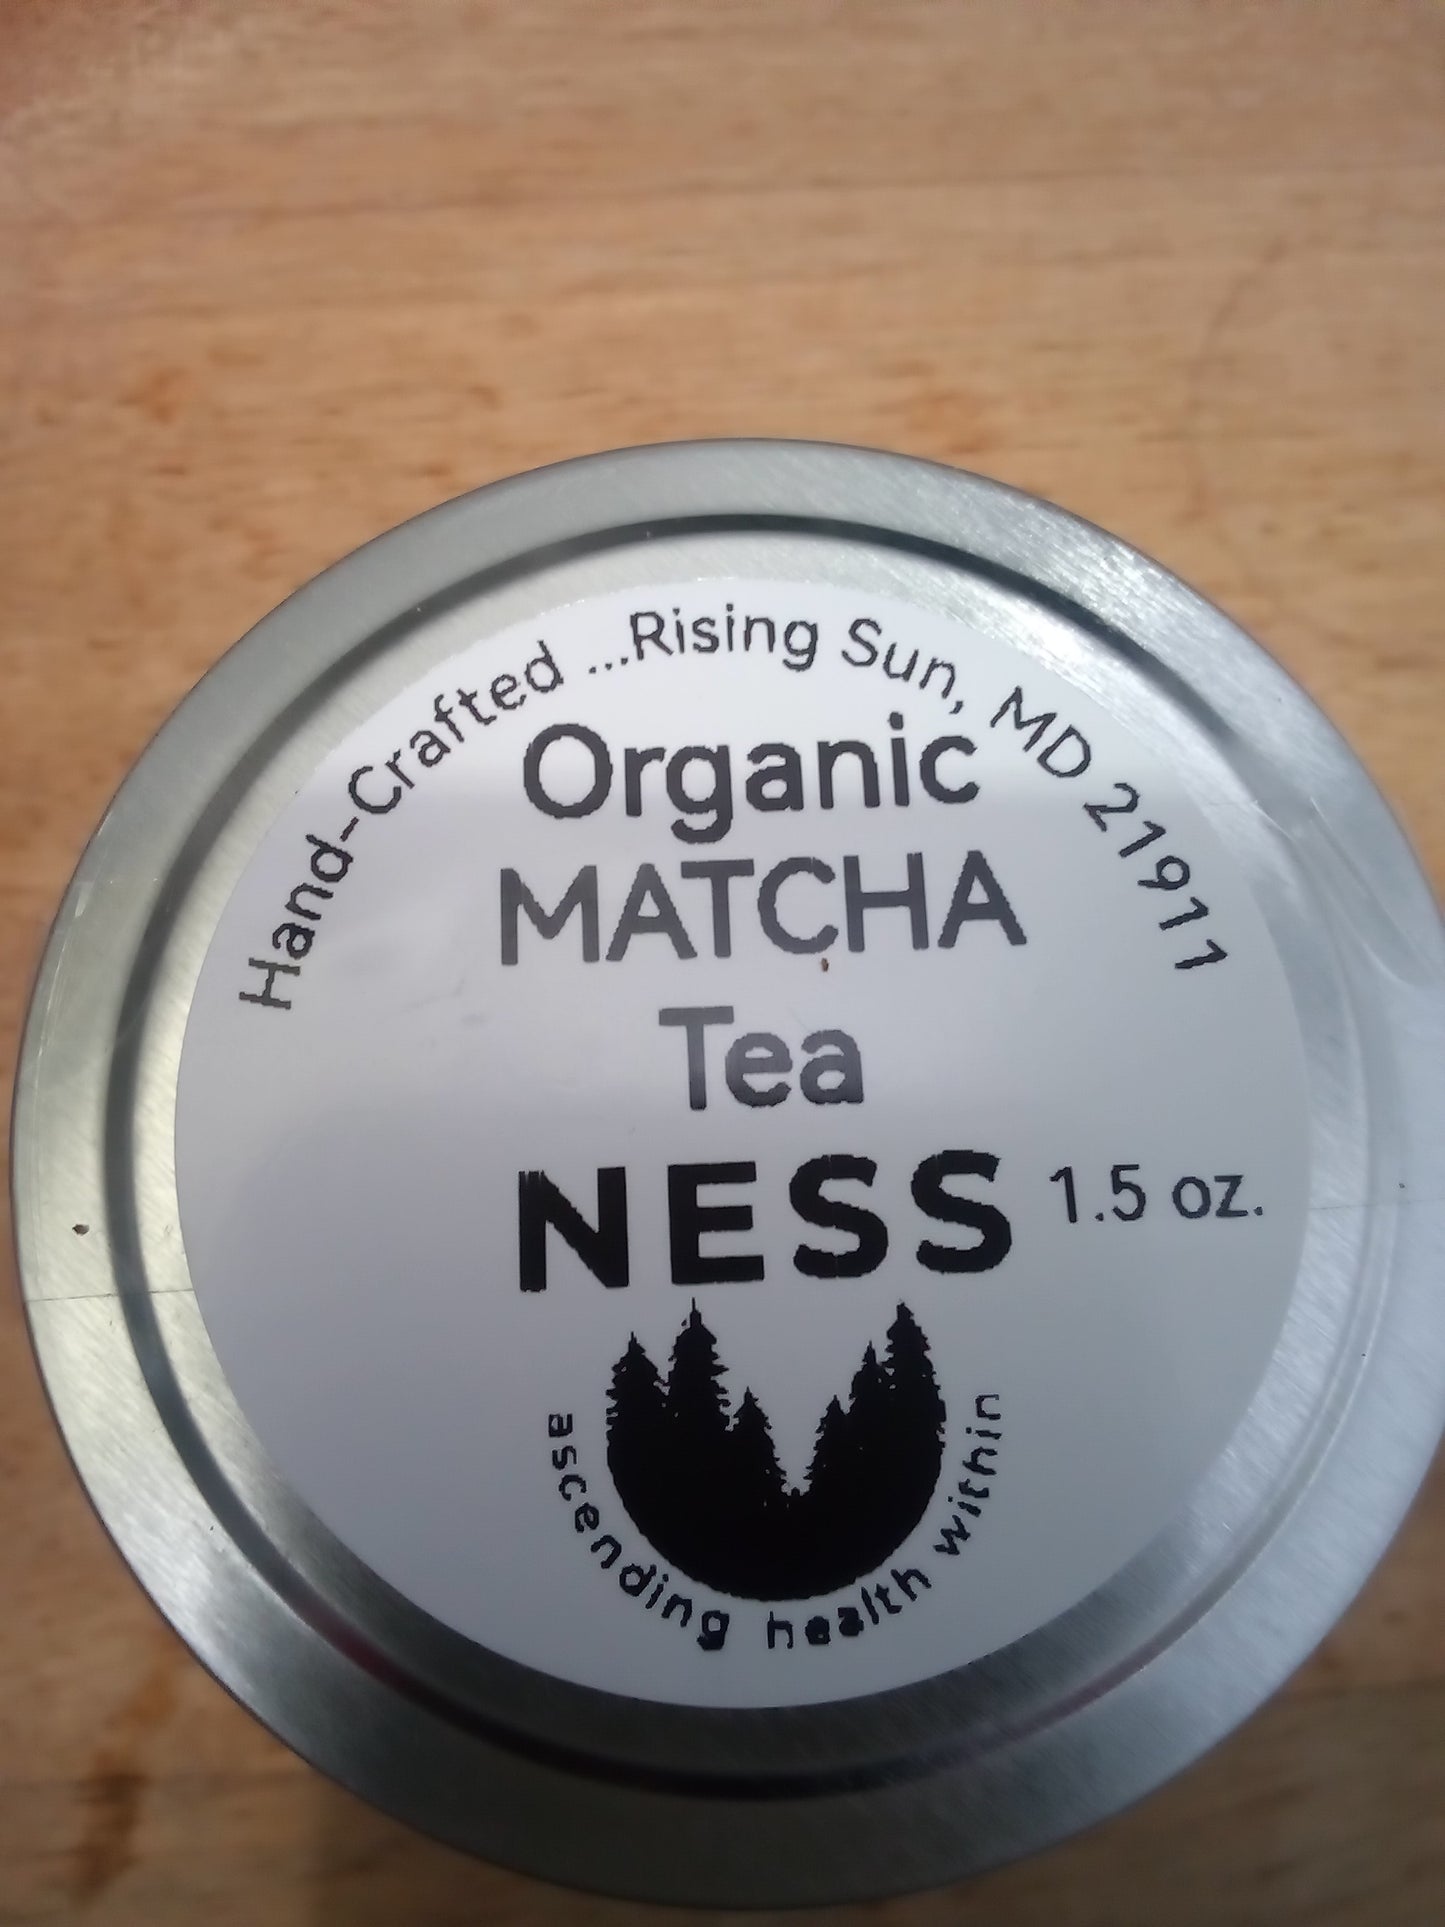 Hand-Crafted ...Rising Sun, MD 21911
Organic
MATCHA
Tea
NESS 1.5 oz.
ascending health within